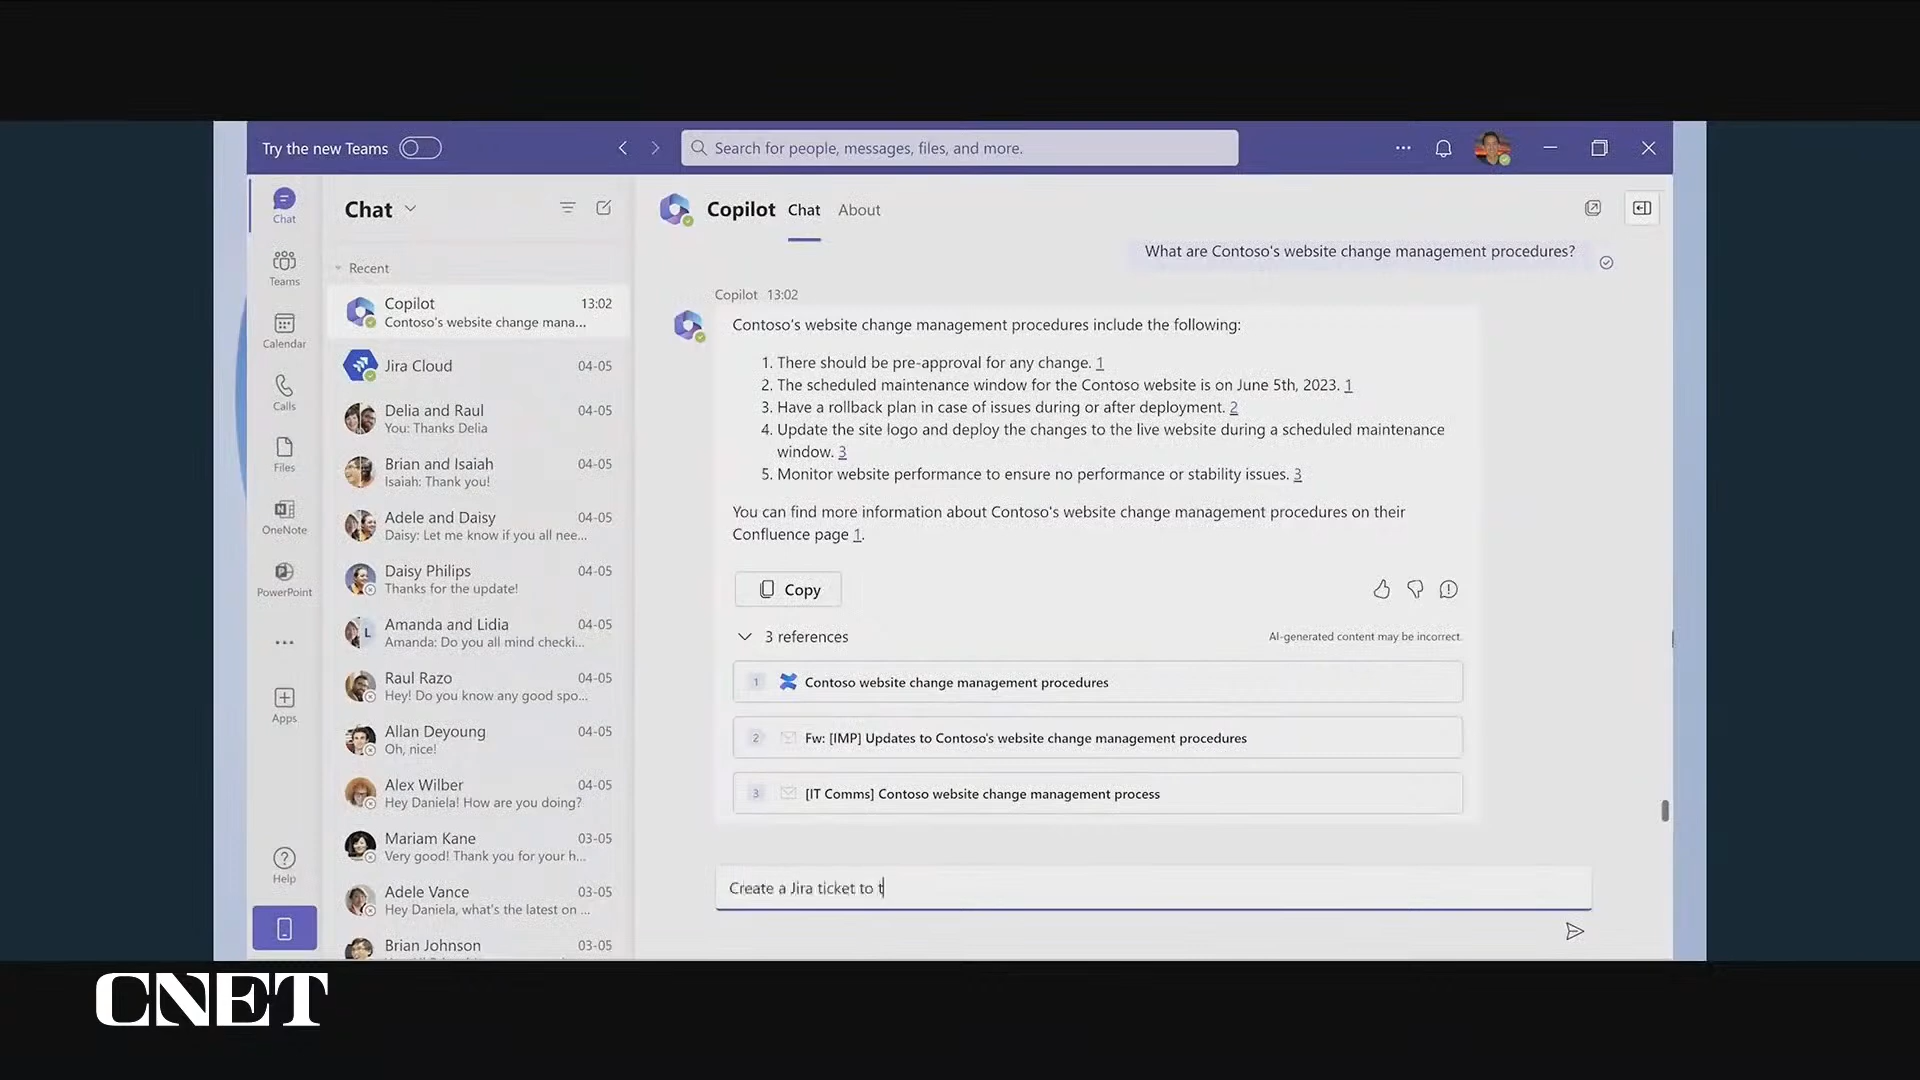 Try the new Teams
Search for people, messages, files, and more.
Chat
Teams
Calendar
Calls
Files
OneNote
PowerPoint
Apps
Help
Chat
Recent
Copilot 13:02
Contoso's website change mana...
Jira Cloud 04-05
Delia and Raul 04-05
You: Thanks Delia
Brian and Isaiah 04-05
Isaiah: Thank you!
Adele and Daisy 04-05
Daisy: Let me know if you all nee...
Daisy Philips 04-05
Thanks for the update!
L
Amanda and Lidia 04-05
Amanda: Do you all mind checki...
Raul Razo 04-05
Hey! Do you know any good spo...
Allan Deyoung 04-05
Oh, nice!
Alex Wilber 04-05
Hey Daniela! How are you doing?
Mariam Kane 03-05
Very good! Thank you for your h...
Adele Vance 03-05
Hey Daniela, what's the latest on ...
Brian Johnson 03-05
Copilot Chat About
What are Contoso's website change management procedures?
Copilot 13:02
Contoso's website change management procedures include the following:
1. There should be pre-approval for any change. 1
2. The scheduled maintenance window for the Contoso website is on June 5th, 2023. 1
3. Have a rollback plan in case of issues during or after deployment. 2
4. Update the site logo and deploy the changes to the live website during a scheduled maintenance
window. 3
5. Monitor website performance to ensure no performance or stability issues. 3
You can find more information about Contoso's website change management procedures on their
Confluence page 1.
Copy
3 references
AI-generated content may be incorrect.
1 Contoso website change management procedures
2 Fw: [IMP] Updates to Contoso's website change management procedures
3 [IT Comms] Contoso website change management process
Create a Jira ticket to t
CNET